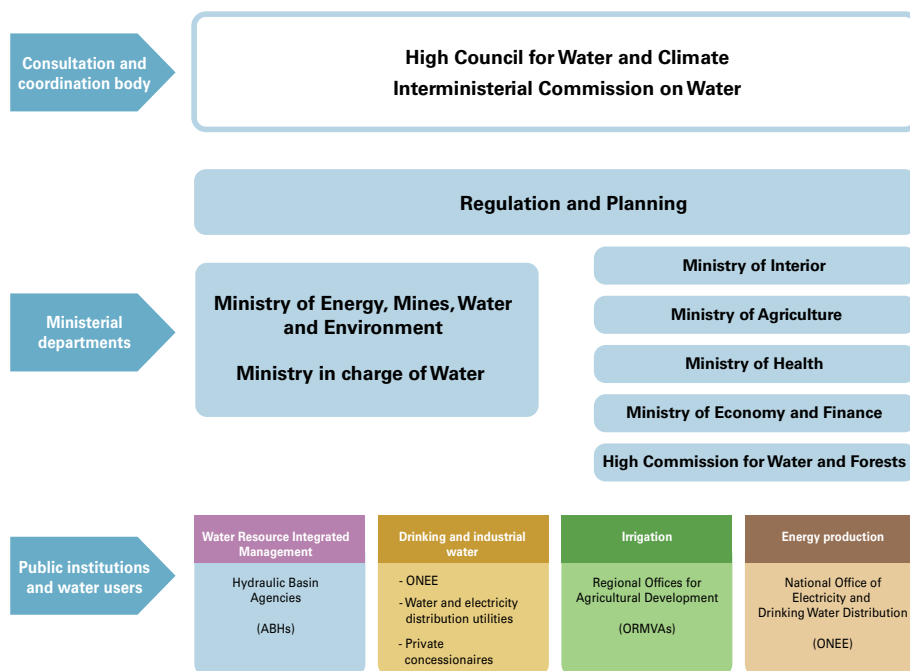 Consultation and
coordination body
High Council for Water and Climate
Interministerial Commission on Water
Regulation and Planning
Ministerial
departments
Ministry of Energy, Mines, Water
and Environment
Ministry in charge of Water
Ministry of Interior
Ministry of Agriculture
Ministry of Health
Ministry of Economy and Finance
High Commission for Water and Forests
Public institutions
and water users
Water Resource Integrated
Management
Hydraulic Basin
Agencies
(ABHs)
Drinking and industrial
water
- ONEE
- Water and electricity
distribution utilities
- Private
concessionaires
Irrigation
Regional Offices for
Agricultural Development
(ORMVAs)
Energy production
National Office of
Electricity and
Drinking Water Distribution
(ONEE)